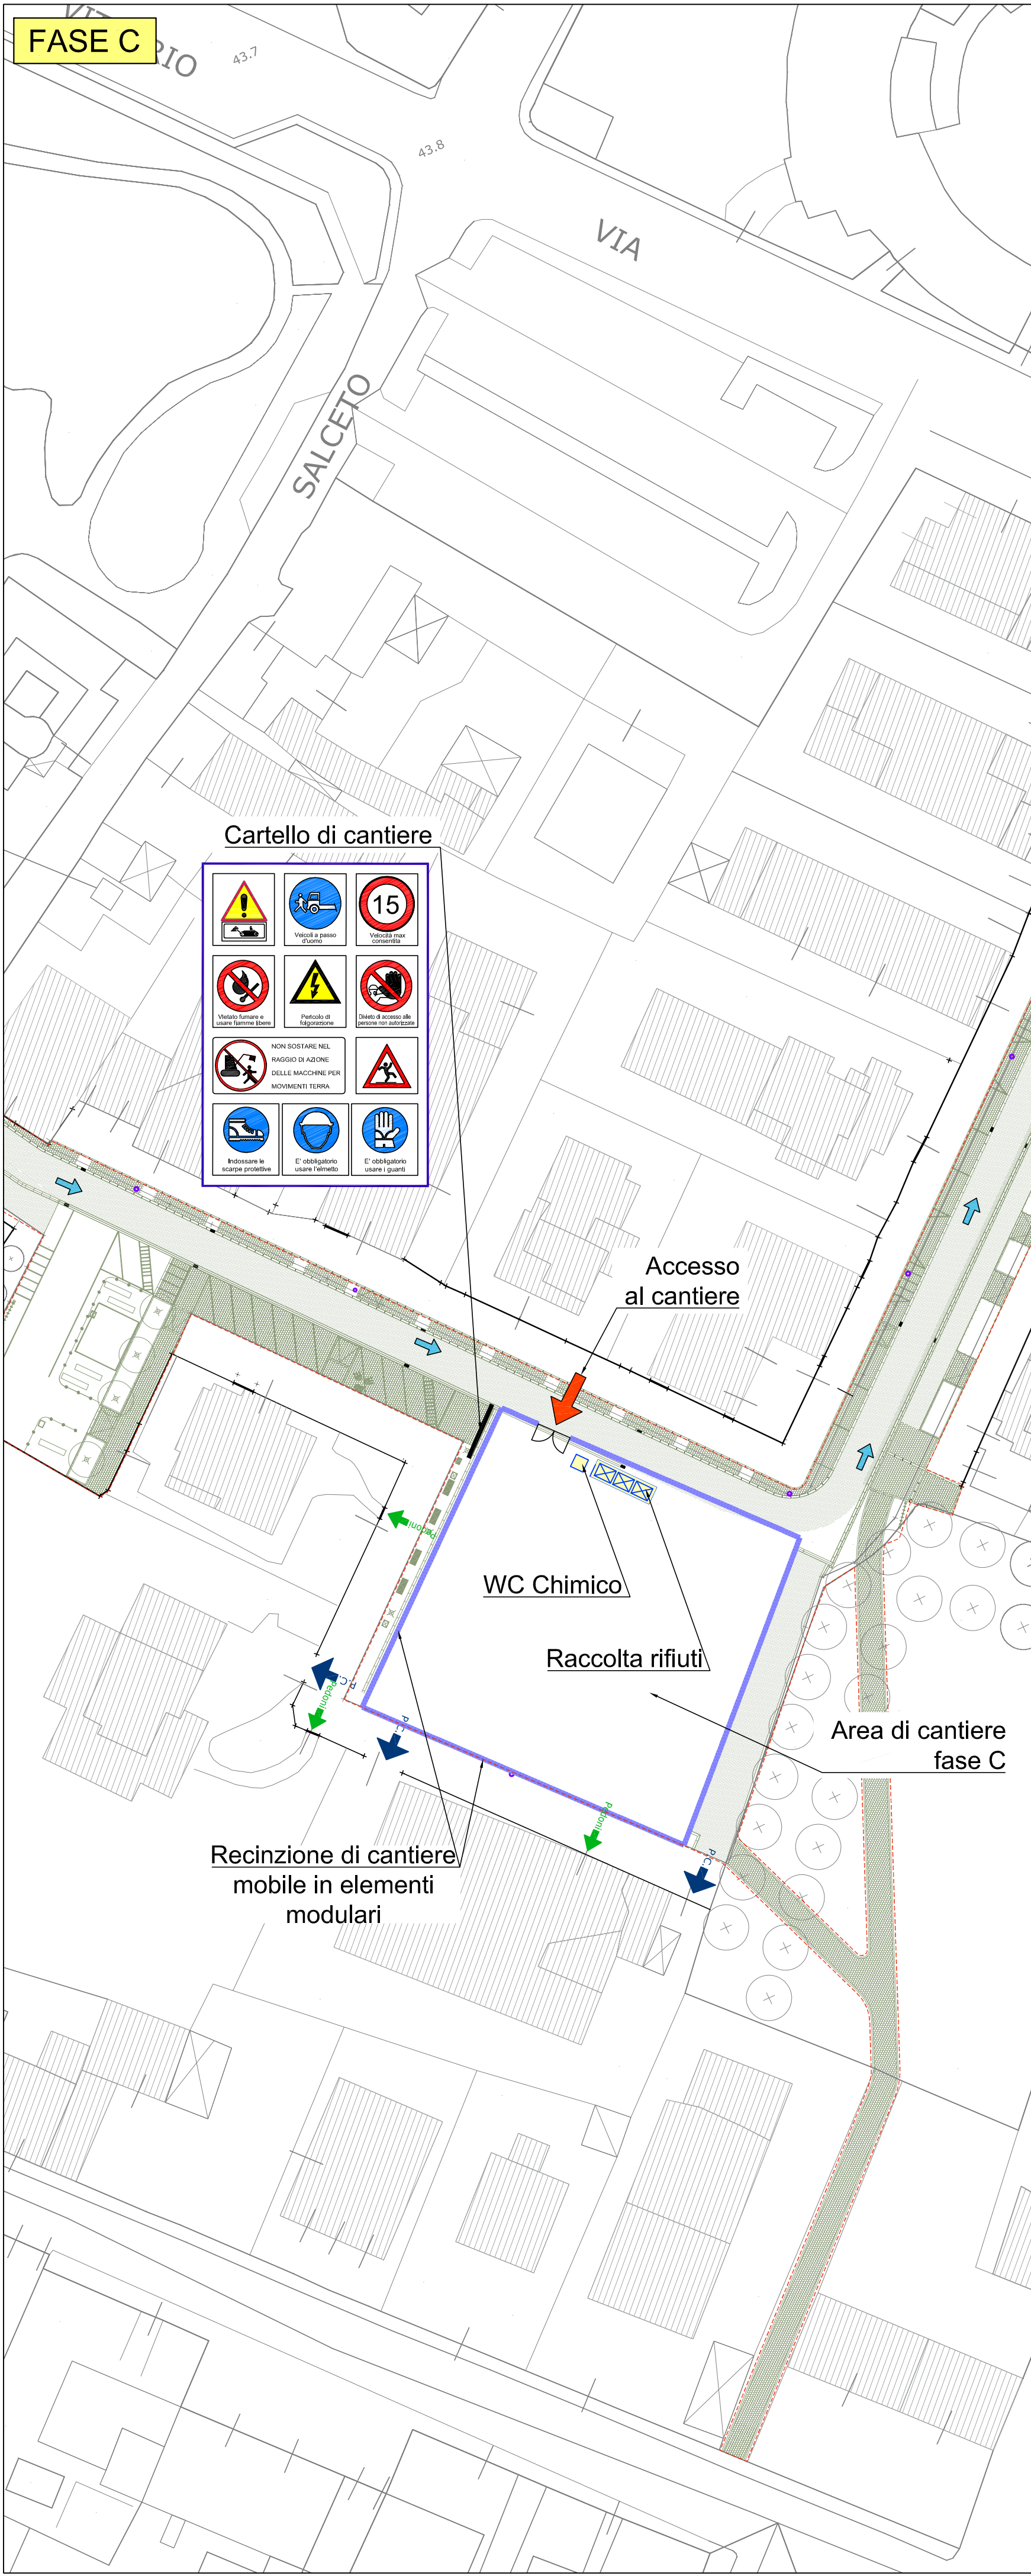 FASE C
43.7
43.8
VIA
SALCETO
Cartello di cantiere
Veicoli a passo
d'uomo
15
Velocità max
consentita
Vietato fumare e
usare fiamme libere
Pericolo di
folgorazione
Divieto di accesso alle
persone non autorizzate
NON SOSTARE NEL
RAGGIO DI AZIONE
DELLE MACCHINE PER
MOVIMENTI TERRA
Indossare le
scarpe protettive
E' obbligatorio
usare l'elmetto
E' obbligatorio
usare i guanti
Accesso
al cantiere
Pedoni
WC Chimico
Raccolta rifiuti
P.C.
Pedoni
P.C.
Area di cantiere
fase C
Pedoni
P.C.
Recinzione di cantiere
mobile in elementi
modulari